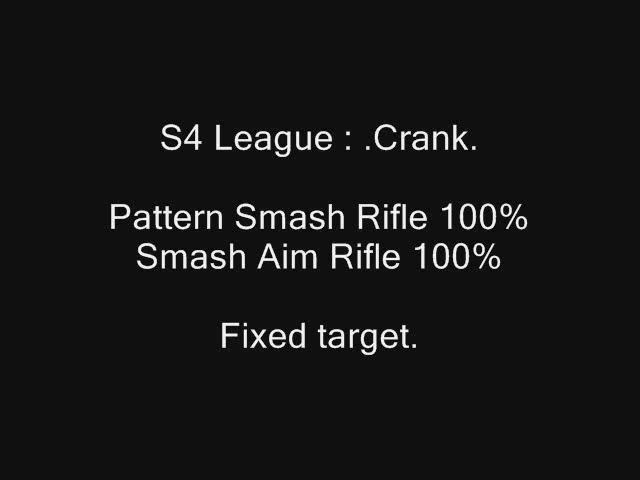 S4 League : .Crank.
Pattern Smash Rifle 100%
Smash Aim Rifle 100%
Fixed target.